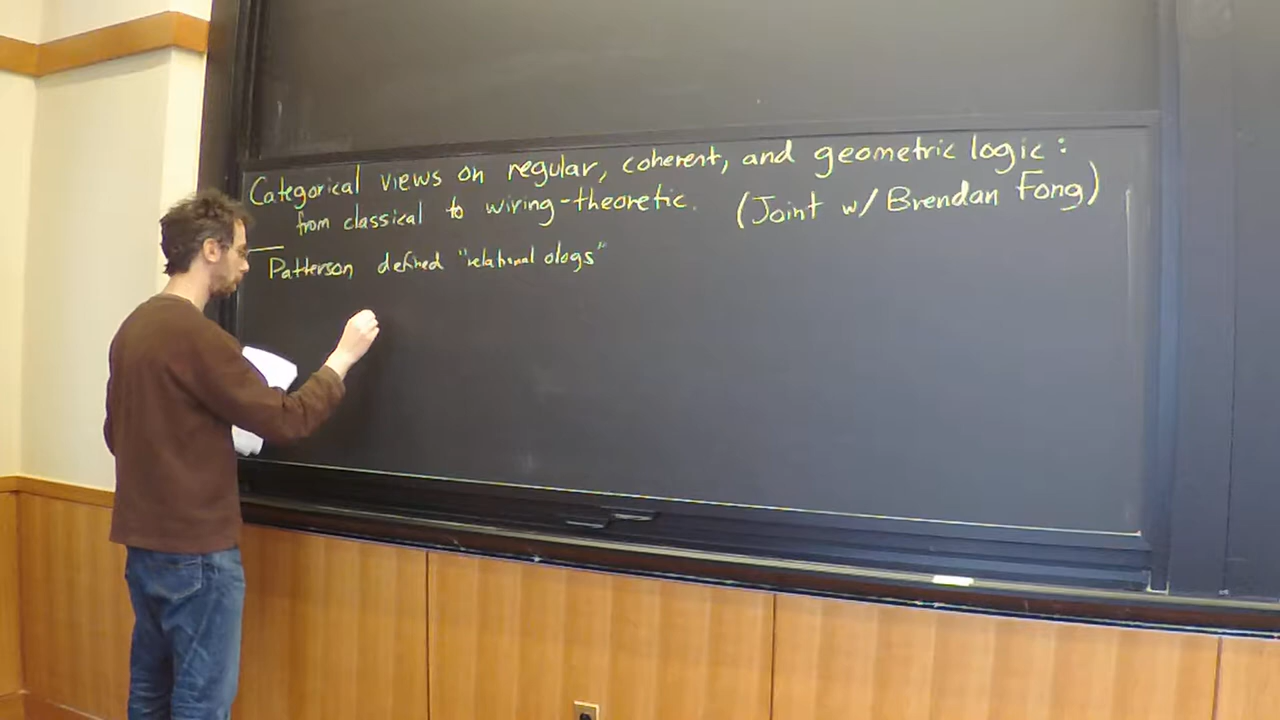 Categorical views on regular, coherent, and geometric logic:
from classical to wiring-theoretic. (Joint w/ Brendan Fong)
Patterson defined "relational ologs"